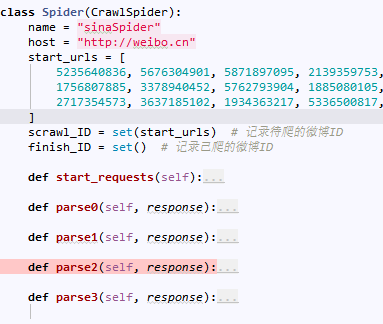 class Spider(CrawlSpider):
name = "sinaSpider"
host = "http://weibo.cn"
start_urls = [
5235640836, 5676304901, 5871897095, 2139359753,
1756807885, 3378940452, 5762793904, 1885080105,
2717354573, 3637185102, 1934363217, 5336500817,
]
scrawl_ID = set(start_urls)  # 记录待爬的微博ID
finish_ID = set()  # 记录已爬的微博ID
def start_requests(self):...
def parse0(self, response):...
def parse1(self, response):...
def parse2(self, response):...
def parse3(self, response):...